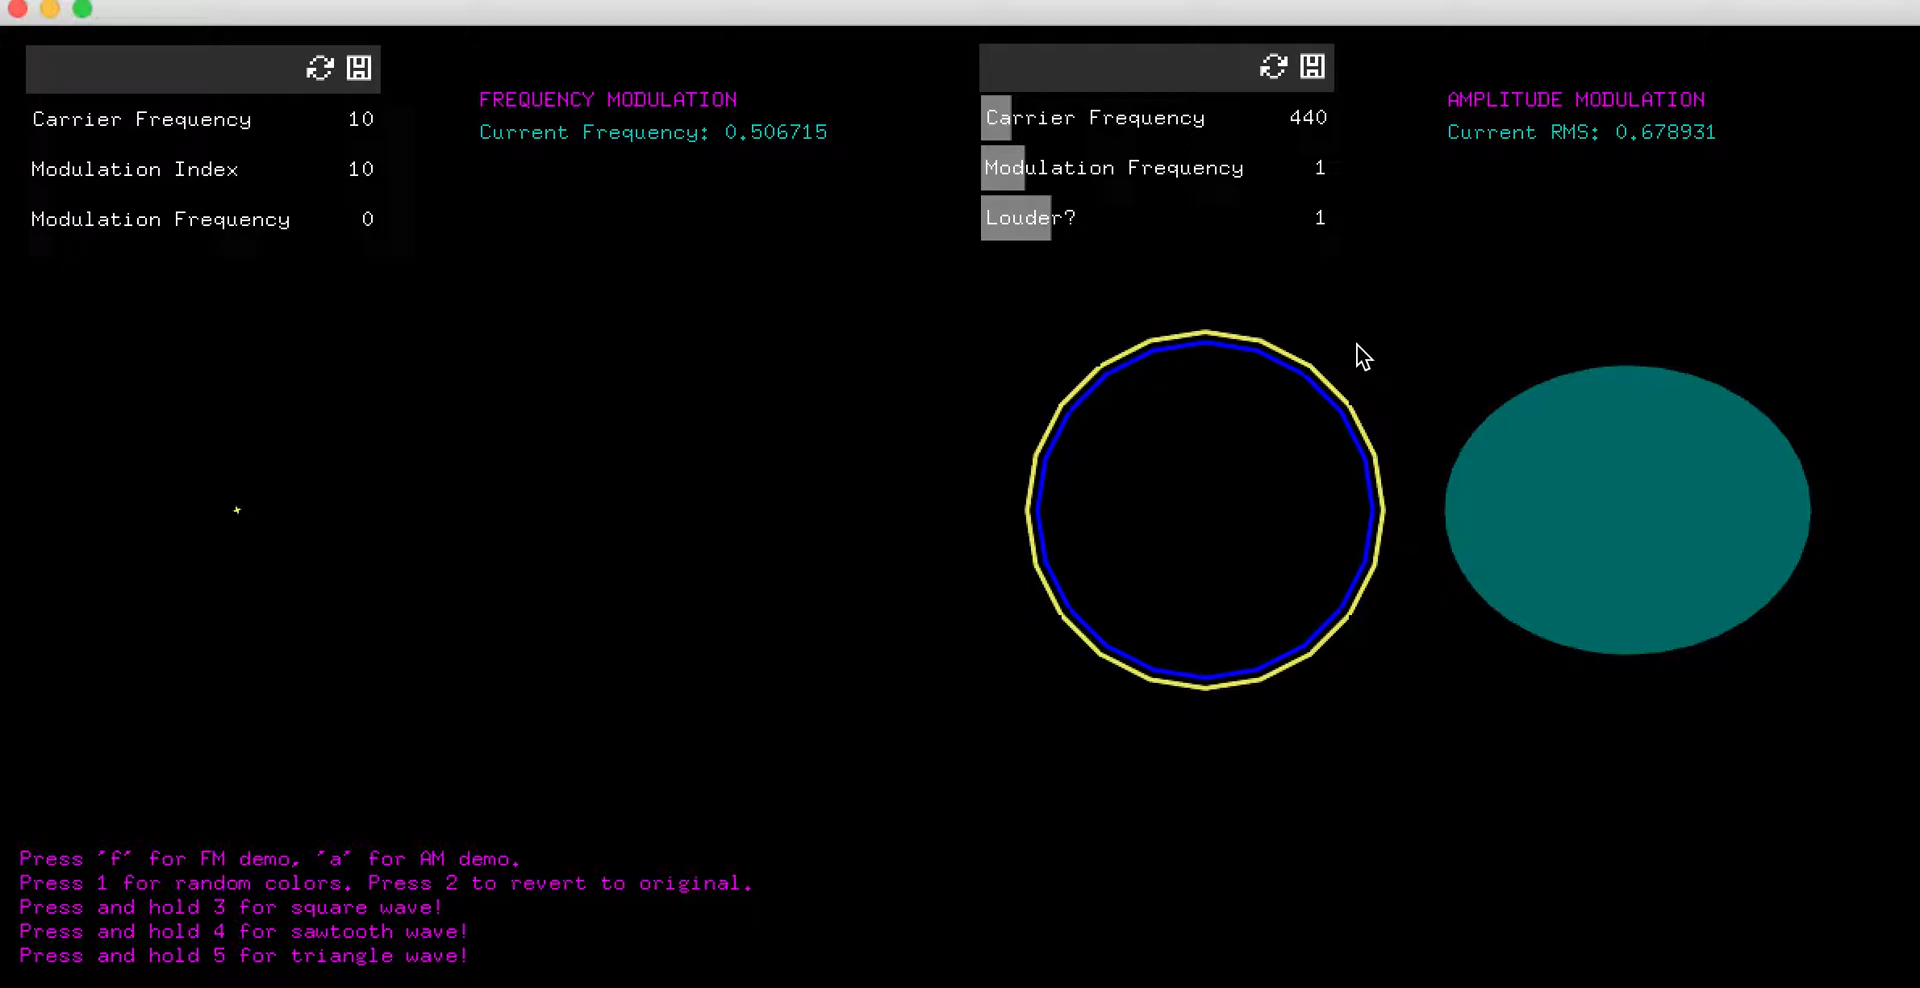 Carrier Frequency 10
Modulation Index 10
Modulation Frequency 0
FREQUENCY MODULATION
Current Frequency: 0.506715
Carrier Frequency 440
Modulation Frequency 1
Louder? 1
AMPLITUDE MODULATION
Current RMS: 0.678931
Press 'f' for FM demo, 'a' for AM demo.
Press 1 for random colors. Press 2 to revert to original.
Press and hold 3 for square wave!
Press and hold 4 for sawtooth wave!
Press and hold 5 for triangle wave!